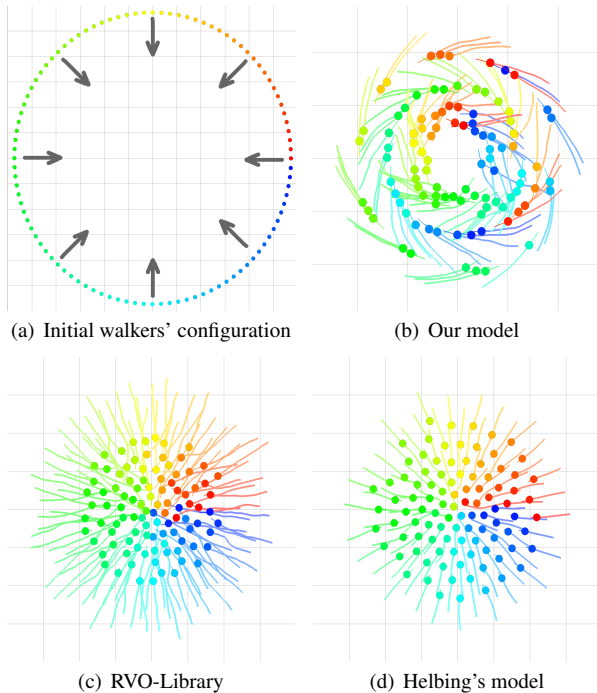 (a) Initial walkers' configuration
(b) Our model
(c) RVO-Library
(d) Helbing's model